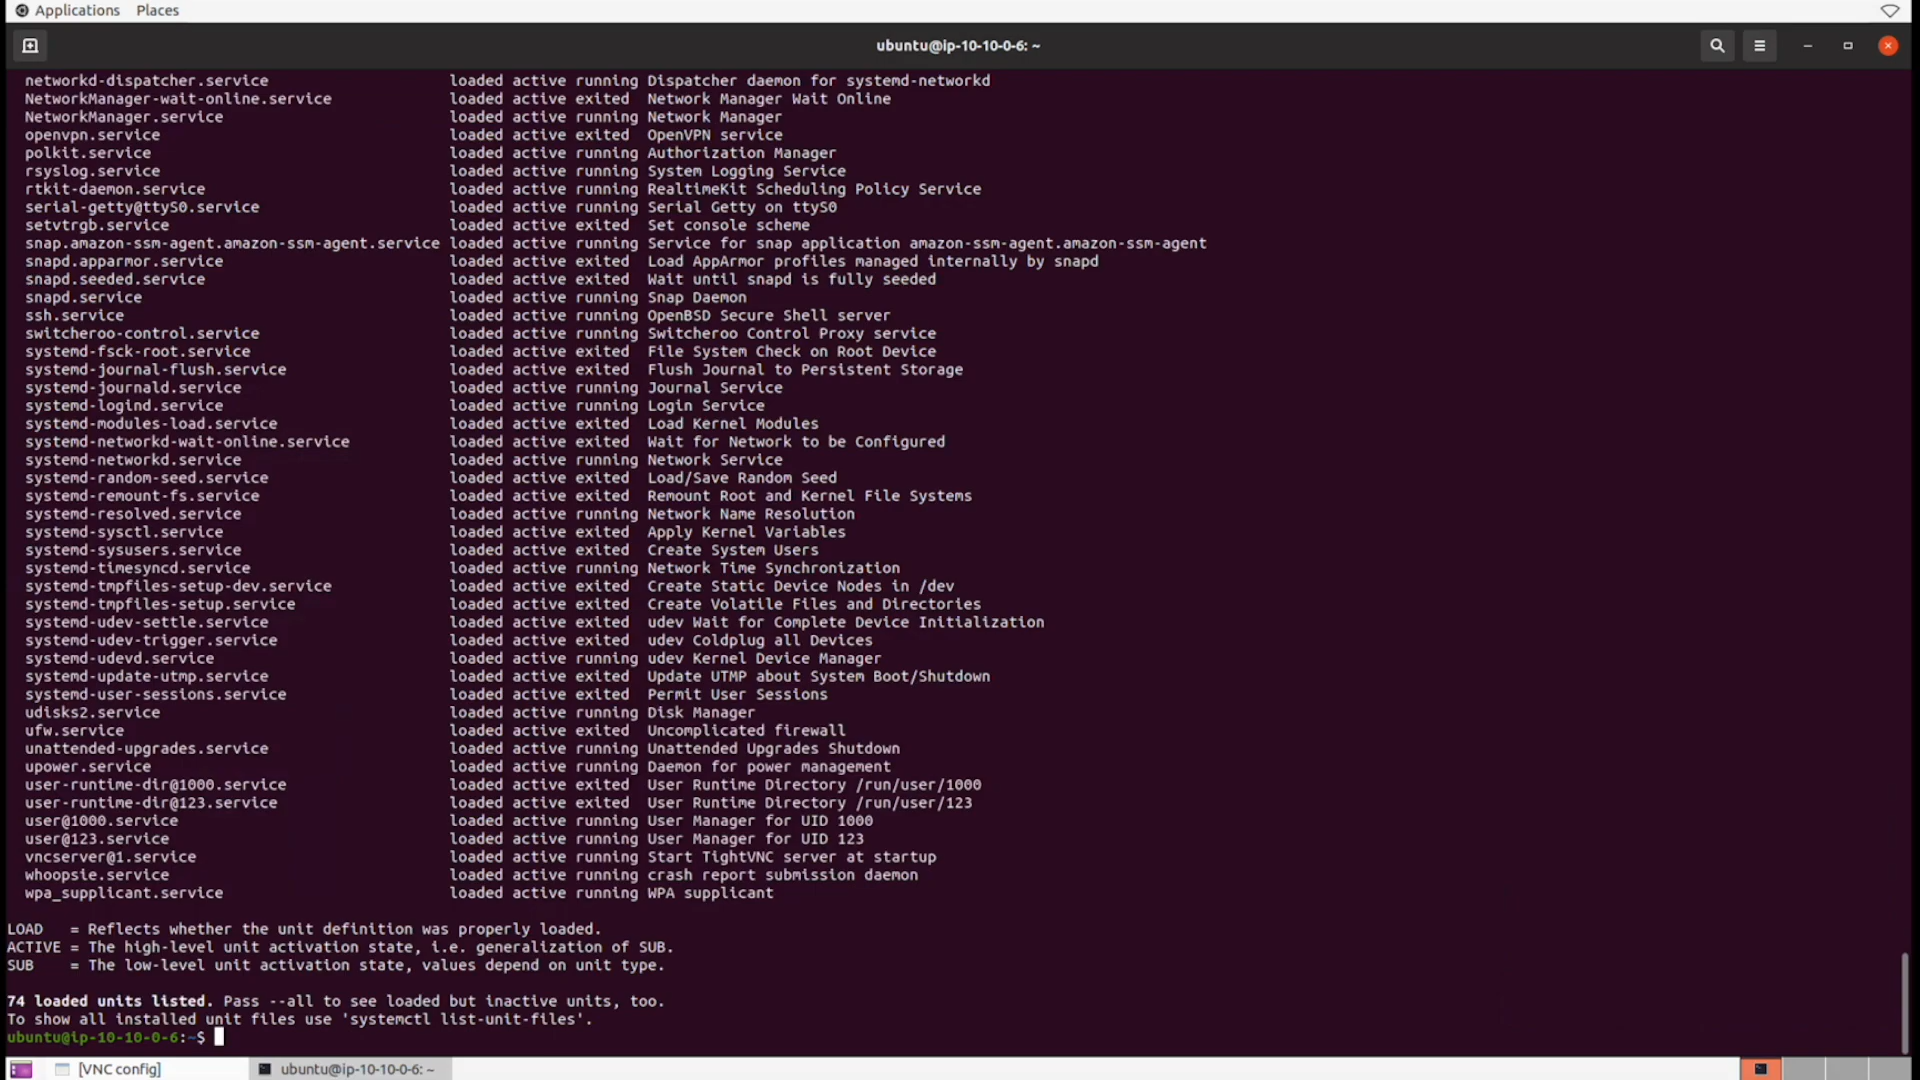 Applications Places
ubuntu@ip-10-10-0-6: ~
networkd-dispatcher.service loaded active running Dispatcher daemon for systemd-networkd
NetworkManager-wait-online.service loaded active exited Network Manager Wait Online
NetworkManager.service loaded active running Network Manager
openvpn.service loaded active exited OpenVPN service
polkit.service loaded active running Authorization Manager
rsyslog.service loaded active running System Logging Service
rtkit-daemon.service loaded active running RealtimeKit Scheduling Policy Service
serial-getty@ttyS0.service loaded active running Serial Getty on ttyS0
setvtrgb.service loaded active exited Set console scheme
snap.amazon-ssm-agent.amazon-ssm-agent.service loaded active running Service for snap application amazon-ssm-agent.amazon-ssm-agent
snapd.apparmor.service loaded active exited Load AppArmor profiles managed internally by snapd
snapd.seeded.service loaded active exited Wait until snapd is fully seeded
snapd.service loaded active running Snap Daemon
ssh.service loaded active running OpenBSD Secure Shell server
switcheroo-control.service loaded active running Switcheroo Control Proxy service
systemd-fsck-root.service loaded active exited File System Check on Root Device
systemd-journal-flush.service loaded active exited Flush Journal to Persistent Storage
systemd-journald.service loaded active running Journal Service
systemd-logind.service loaded active running Login Service
systemd-modules-load.service loaded active exited Load Kernel Modules
systemd-networkd-wait-online.service loaded active exited Wait for Network to be Configured
systemd-networkd.service loaded active running Network Service
systemd-random-seed.service loaded active exited Load/Save Random Seed
systemd-remount-fs.service loaded active exited Remount Root and Kernel File Systems
systemd-resolved.service loaded active running Network Name Resolution
systemd-sysctl.service loaded active exited Apply Kernel Variables
systemd-sysusers.service loaded active exited Create System Users
systemd-timesyncd.service loaded active running Network Time Synchronization
systemd-tmpfiles-setup-dev.service loaded active exited Create Static Device Nodes in /dev
systemd-tmpfiles-setup.service loaded active exited Create Volatile Files and Directories
systemd-udev-settle.service loaded active exited udev Wait for Complete Device Initialization
systemd-udev-trigger.service loaded active exited udev Coldplug all Devices
systemd-udevd.service loaded active running udev Kernel Device Manager
systemd-update-utmp.service loaded active exited Update UTMP about System Boot/Shutdown
systemd-user-sessions.service loaded active exited Permit User Sessions
udisks2.service loaded active running Disk Manager
ufw.service loaded active exited Uncomplicated firewall
unattended-upgrades.service loaded active running Unattended Upgrades Shutdown
upower.service loaded active running Daemon for power management
user-runtime-dir@1000.service loaded active exited User Runtime Directory /run/user/1000
user-runtime-dir@123.service loaded active exited User Runtime Directory /run/user/123
user@1000.service loaded active running User Manager for UID 1000
user@123.service loaded active running User Manager for UID 123
vncserver@1.service loaded active running Start TightVNC server at startup
whoopsie.service loaded active running crash report submission daemon
wpa_supplicant.service loaded active running WPA supplicant
LOAD = Reflects whether the unit definition was properly loaded.
ACTIVE = The high-level unit activation state, i.e. generalization of SUB.
SUB = The low-level unit activation state, values depend on unit type.
74 loaded units listed. Pass --all to see loaded but inactive units, too.
To show all installed unit files use 'systemctl list-unit-files'.
ubuntu@ip-10-10-0-6:~$
[VNC config] ubuntu@ip-10-10-0-6: ~